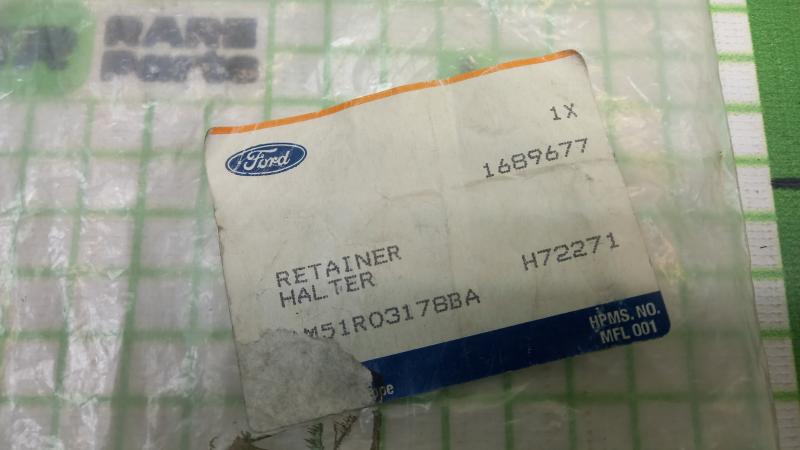 RARE
Parts
Ford
1X
1689677
RETAINER
HALTER
H72271
M51R03178BA
HPMS. NO.
MFL 001